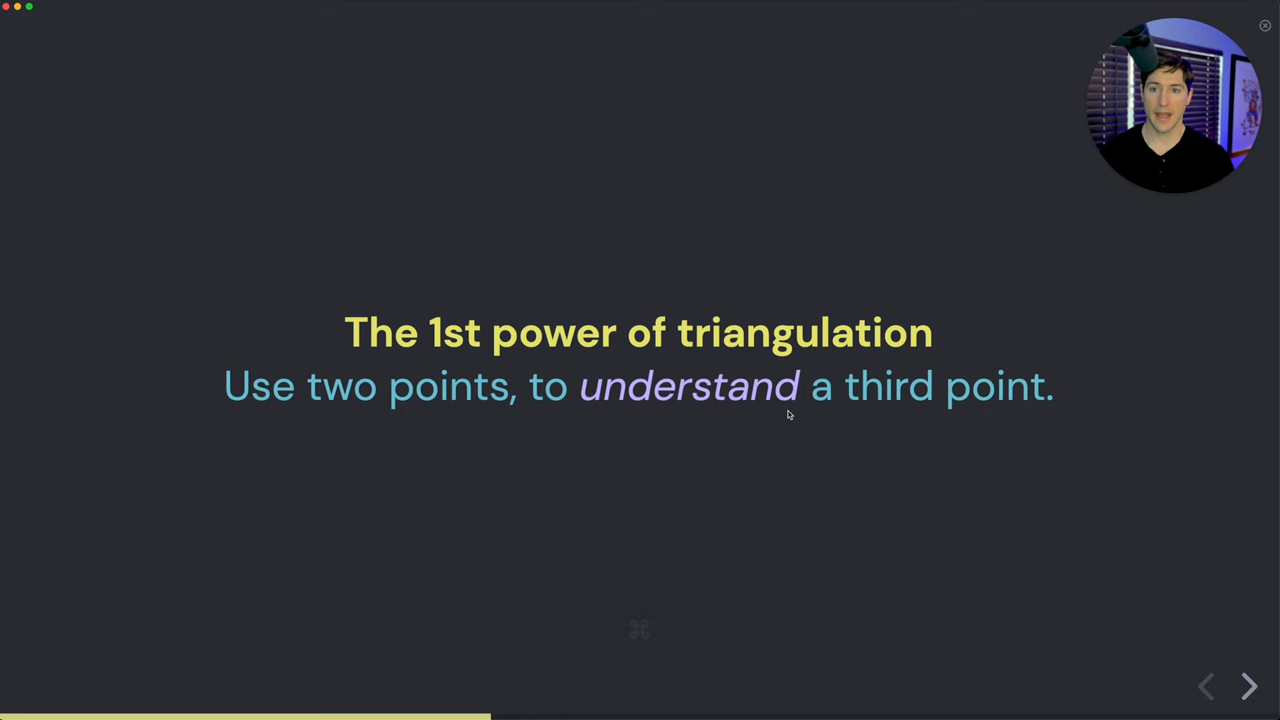 The 1st power of triangulation
Use two points, to understand a third point.
⌘